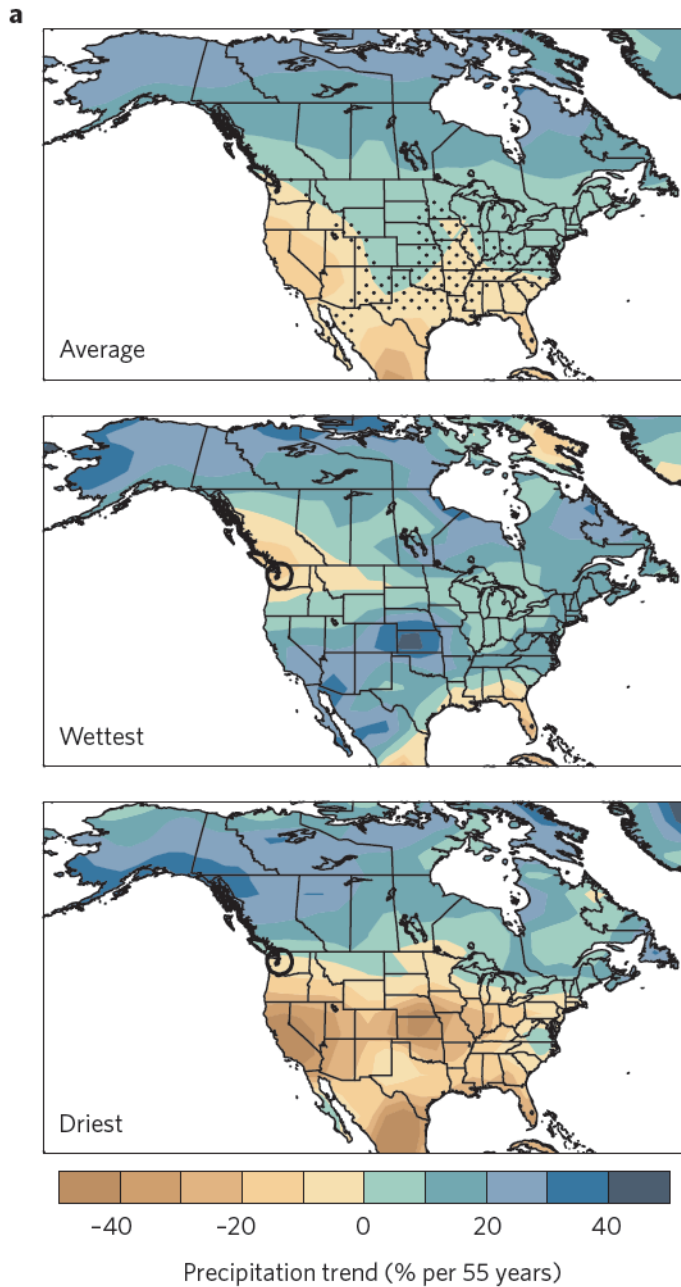 a
Average
Wettest
Driest
−40 −20 0 20 40
Precipitation trend (% per 55 years)